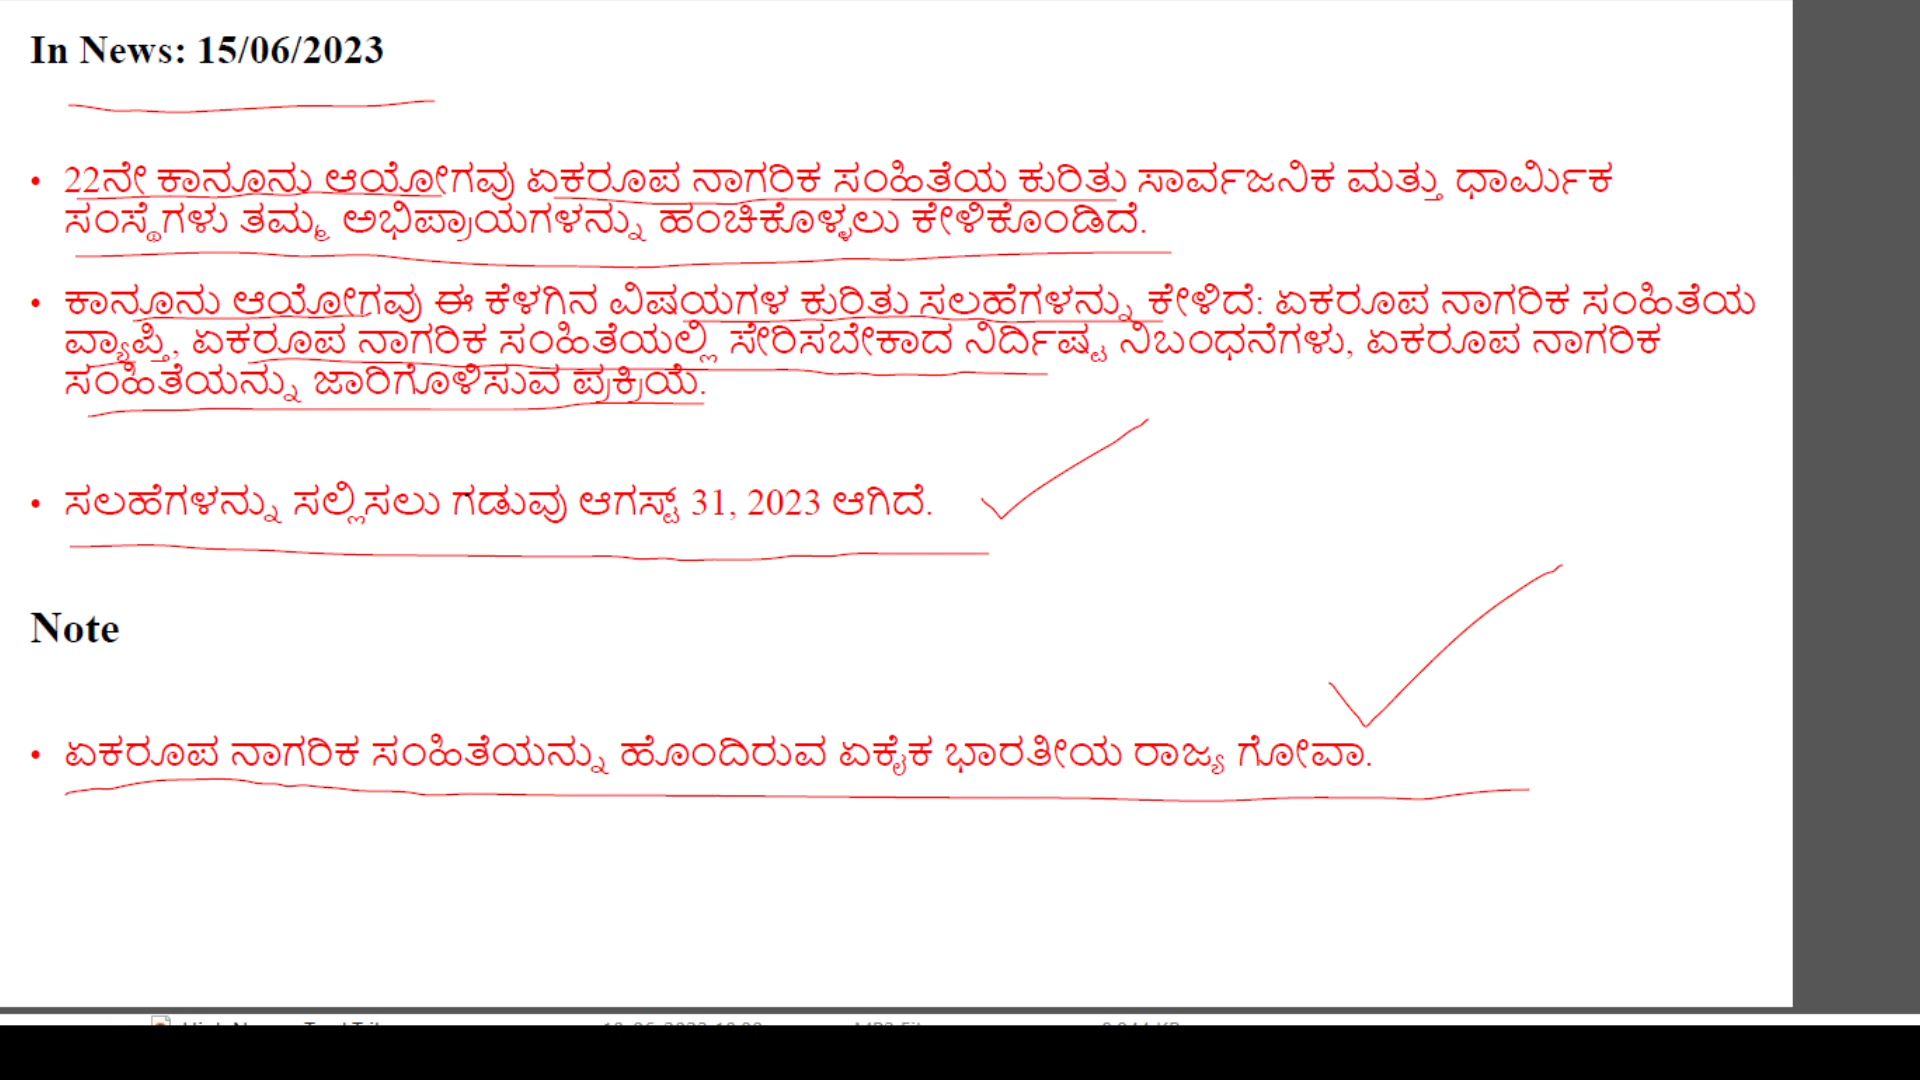 In News: 15/06/2023
• 22ನೇ ಕಾನೂನು ಆಯೋಗವು ಏಕರೂಪ ನಾಗರಿಕ ಸಂಹಿತೆಯ ಕುರಿತು ಸಾರ್ವಜನಿಕ ಮತ್ತು ಧಾರ್ಮಿಕ
ಸಂಸ್ಥೆಗಳು ತಮ್ಮ ಅಭಿಪ್ರಾಯಗಳನ್ನು ಹಂಚಿಕೊಳ್ಳಲು ಕೇಳಿಕೊಂಡಿದೆ.
• ಕಾನೂನು ಆಯೋಗವು ಈ ಕೆಳಗಿನ ವಿಷಯಗಳ ಕುರಿತು ಸಲಹೆಗಳನ್ನು ಕೇಳಿದೆ: ಏಕರೂಪ ನಾಗರಿಕ ಸಂಹಿತೆಯ
ವ್ಯಾಪ್ತಿ, ಏಕರೂಪ ನಾಗರಿಕ ಸಂಹಿತೆಯಲ್ಲಿ ಸೇರಿಸಬೇಕಾದ ನಿರ್ದಿಷ್ಟ ನಿಬಂಧನೆಗಳು, ಏಕರೂಪ ನಾಗರಿಕ
ಸಂಹಿತೆಯನ್ನು ಜಾರಿಗೊಳಿಸುವ ಪ್ರಕ್ರಿಯೆ.
• ಸಲಹೆಗಳನ್ನು ಸಲ್ಲಿಸಲು ಗಡುವು ಆಗಸ್ಟ್ 31, 2023 ಆಗಿದೆ.
Note
• ಏಕರೂಪ ನಾಗರಿಕ ಸಂಹಿತೆಯನ್ನು ಹೊಂದಿರುವ ಏಕೈಕ ಭಾರತೀಯ ರಾಜ್ಯ ಗೋವಾ.